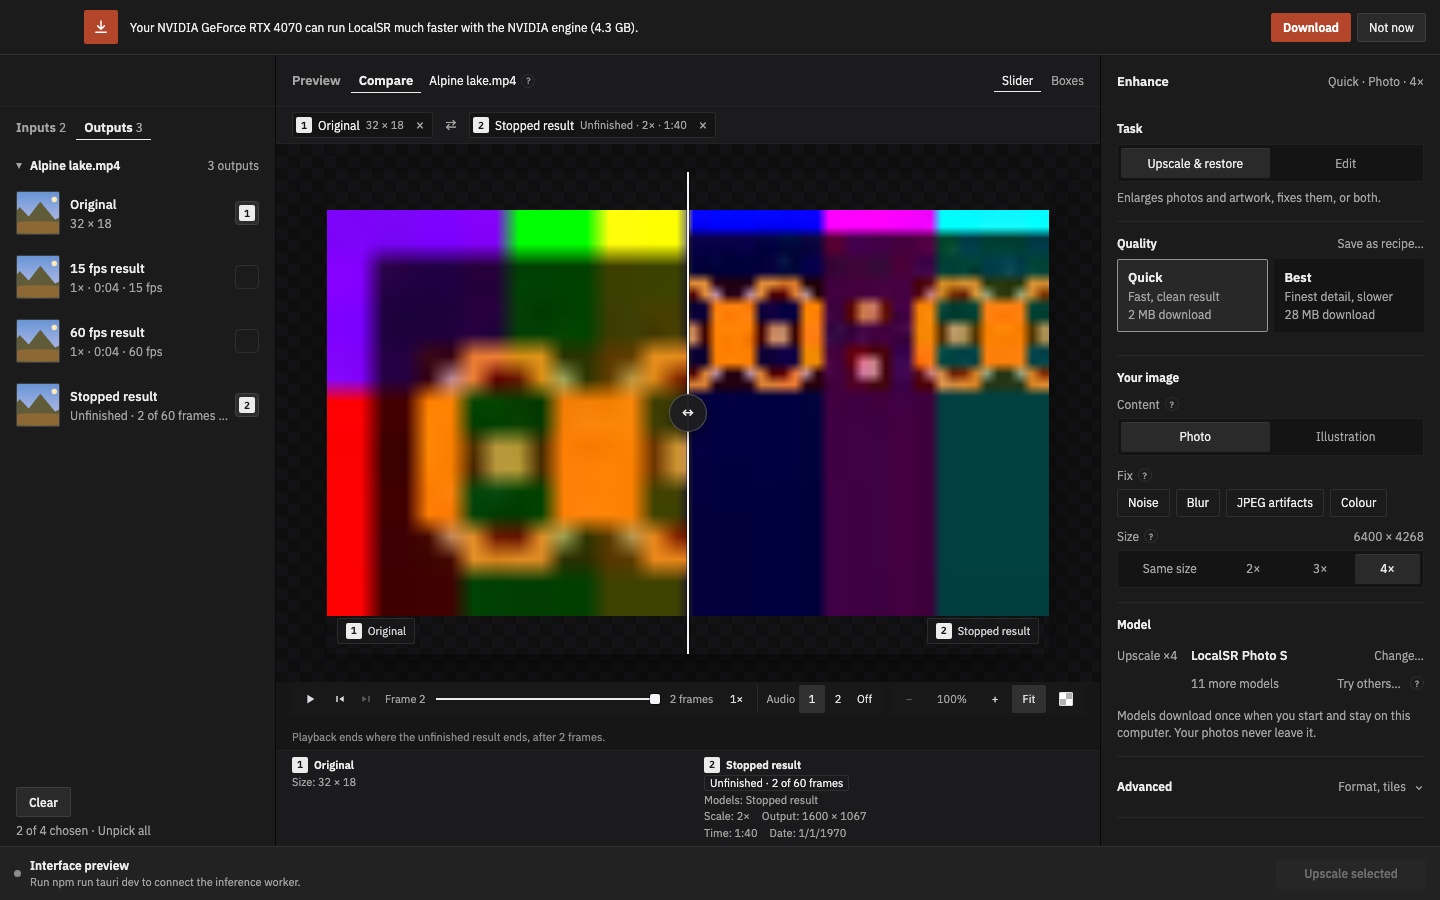 Your NVIDIA GeForce RTX 4070 can run LocalSR much faster with the NVIDIA engine (4.3 GB).
Download
Not now
Preview
Compare
Alpine lake.mp4
?
Slider
Boxes
Enhance
Quick · Photo · 4×
Inputs 2
Outputs 3
1 Original 32 × 18 ×
⇄
2 Stopped result Unfinished · 2× · 1:40 ×
▼ Alpine lake.mp4
3 outputs
Original
32 × 18
1
15 fps result
1× · 0:04 · 15 fps
60 fps result
1× · 0:04 · 60 fps
Stopped result
Unfinished · 2 of 60 frames ...
2
Clear
2 of 4 chosen · Unpick all
1 Original
2 Stopped result
Frame 2
2 frames
1×
Audio
1
2
Off
−
100%
+
Fit
Playback ends where the unfinished result ends, after 2 frames.
1 Original
Size: 32 × 18
2 Stopped result
Unfinished · 2 of 60 frames
Models: Stopped result
Scale: 2× Output: 1600 × 1067
Time: 1:40 Date: 1/1/1970
Task
Upscale & restore
Edit
Enlarges photos and artwork, fixes them, or both.
Quality
Save as recipe...
Quick
Fast, clean result
2 MB download
Best
Finest detail, slower
28 MB download
Your image
Content ?
Photo
Illustration
Fix ?
Noise
Blur
JPEG artifacts
Colour
Size ?
6400 × 4268
Same size
2×
3×
4×
Model
Upscale ×4
LocalSR Photo S
Change...
11 more models
Try others... ?
Models download once when you start and stay on this
computer. Your photos never leave it.
Advanced
Format, tiles
Interface preview
Run npm run tauri dev to connect the inference worker.
Upscale selected